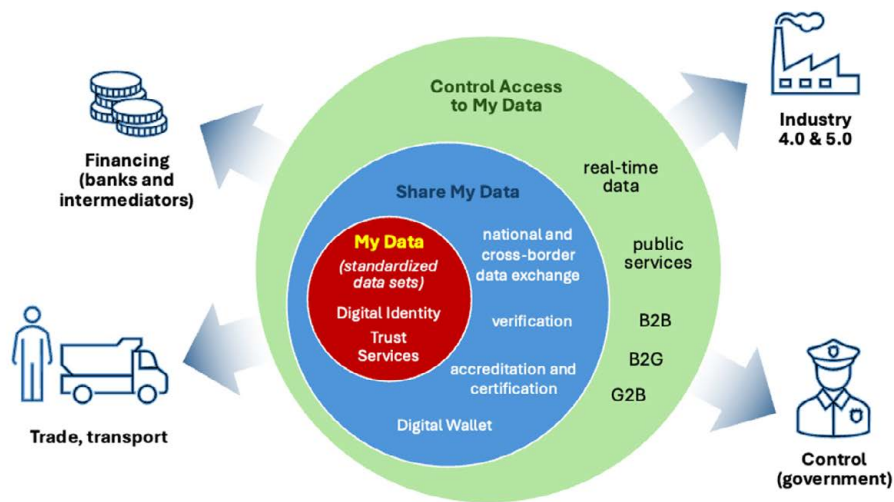 Control Access
to My Data
Industry
4.0 & 5.0
Financing
(banks and
intermediators)
real-time
data
Share My Data
My Data
(standardized
data sets)
Digital Identity
Trust
Services
national and
cross-border
data exchange
verification
accreditation and
certification
Digital Wallet
public
services
B2B
B2G
G2B
Trade, transport
Control
(government)